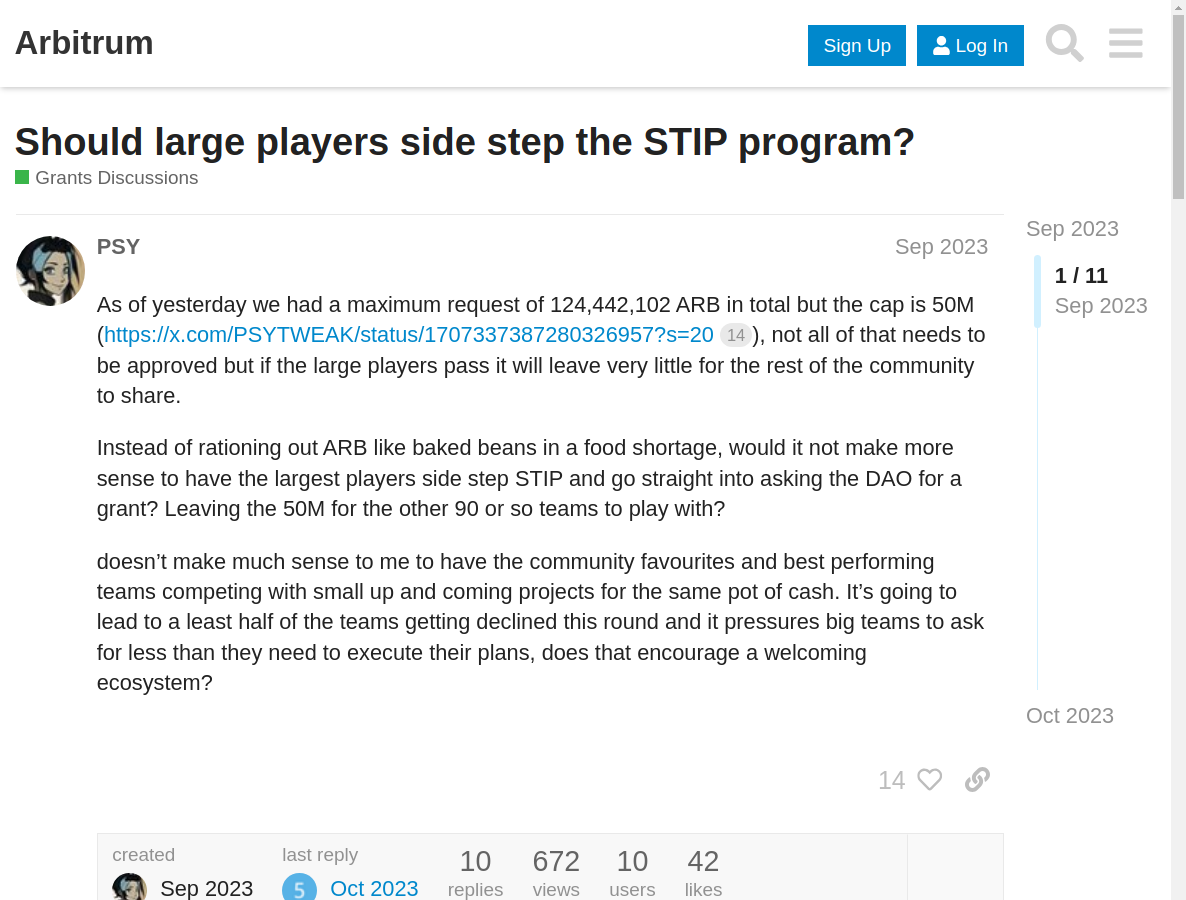 Arbitrum
Sign Up
Log In
Should large players side step the STIP program?
Grants Discussions
PSY
Sep 2023
As of yesterday we had a maximum request of 124,442,102 ARB in total but the cap is 50M
(https://x.com/PSYTWEAK/status/1707337387280326957?s=20 14), not all of that needs to
be approved but if the large players pass it will leave very little for the rest of the community
to share.
Instead of rationing out ARB like baked beans in a food shortage, would it not make more
sense to have the largest players side step STIP and go straight into asking the DAO for a
grant? Leaving the 50M for the other 90 or so teams to play with?
doesn’t make much sense to me to have the community favourites and best performing
teams competing with small up and coming projects for the same pot of cash. It’s going to
lead to a least half of the teams getting declined this round and it pressures big teams to ask
for less than they need to execute their plans, does that encourage a welcoming
ecosystem?
14
Sep 2023
1 / 11
Sep 2023
Oct 2023
created
Sep 2023
last reply
5
Oct 2023
10
replies
672
views
10
users
42
likes